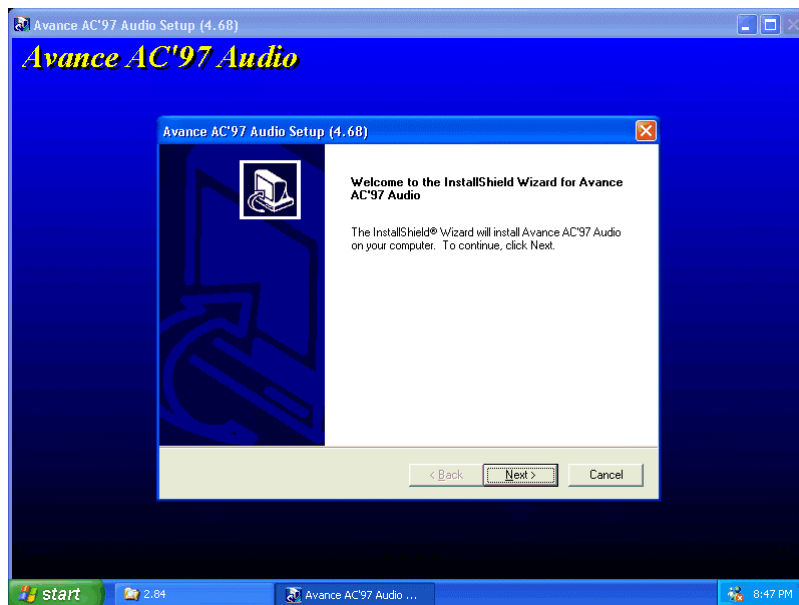 Avance AC'97 Audio Setup (4.68)
Avance AC'97 Audio
Avance AC'97 Audio Setup (4.68)
Welcome to the InstallShield Wizard for Avance
AC'97 Audio
The InstallShield® Wizard will install Avance AC'97 Audio
on your computer. To continue, click Next.
< Back
Next >
Cancel
start
2.84
Avance AC'97 Audio ...
8:47 PM